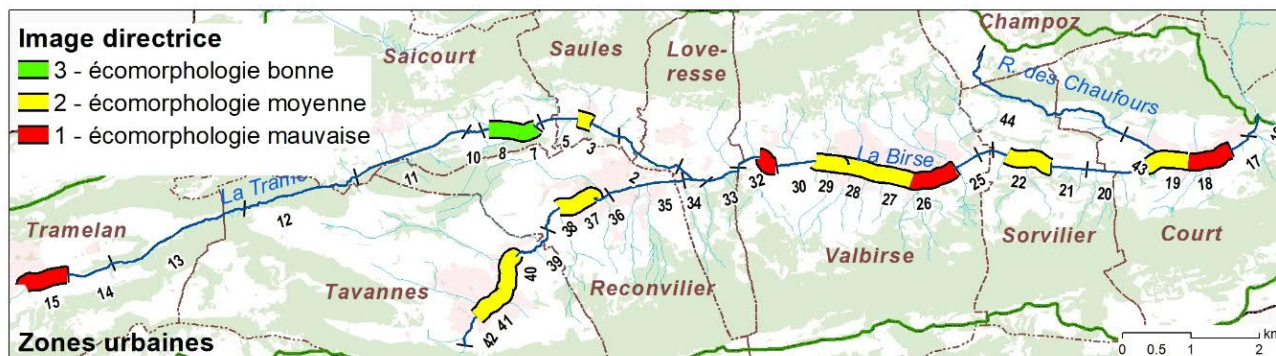 Image directrice
3 - écomorphologie bonne
2 - écomorphologie moyenne
1 - écomorphologie mauvaise
Champoz
Saicourt
Saules
Love-
resse
R. des Chaufours
44
10
8
7
5
3
2
La Birse
43
19
18
17
11
La Trame
12
32
30
29
28
27
26
25
22
21
20
33
34
35
36
37
38
39
40
41
42
Tramelan
13
14
15
Tavannes
Reconvilier
Valbirse
Sorvilier
Court
Zones urbaines
0 0.5 1 2